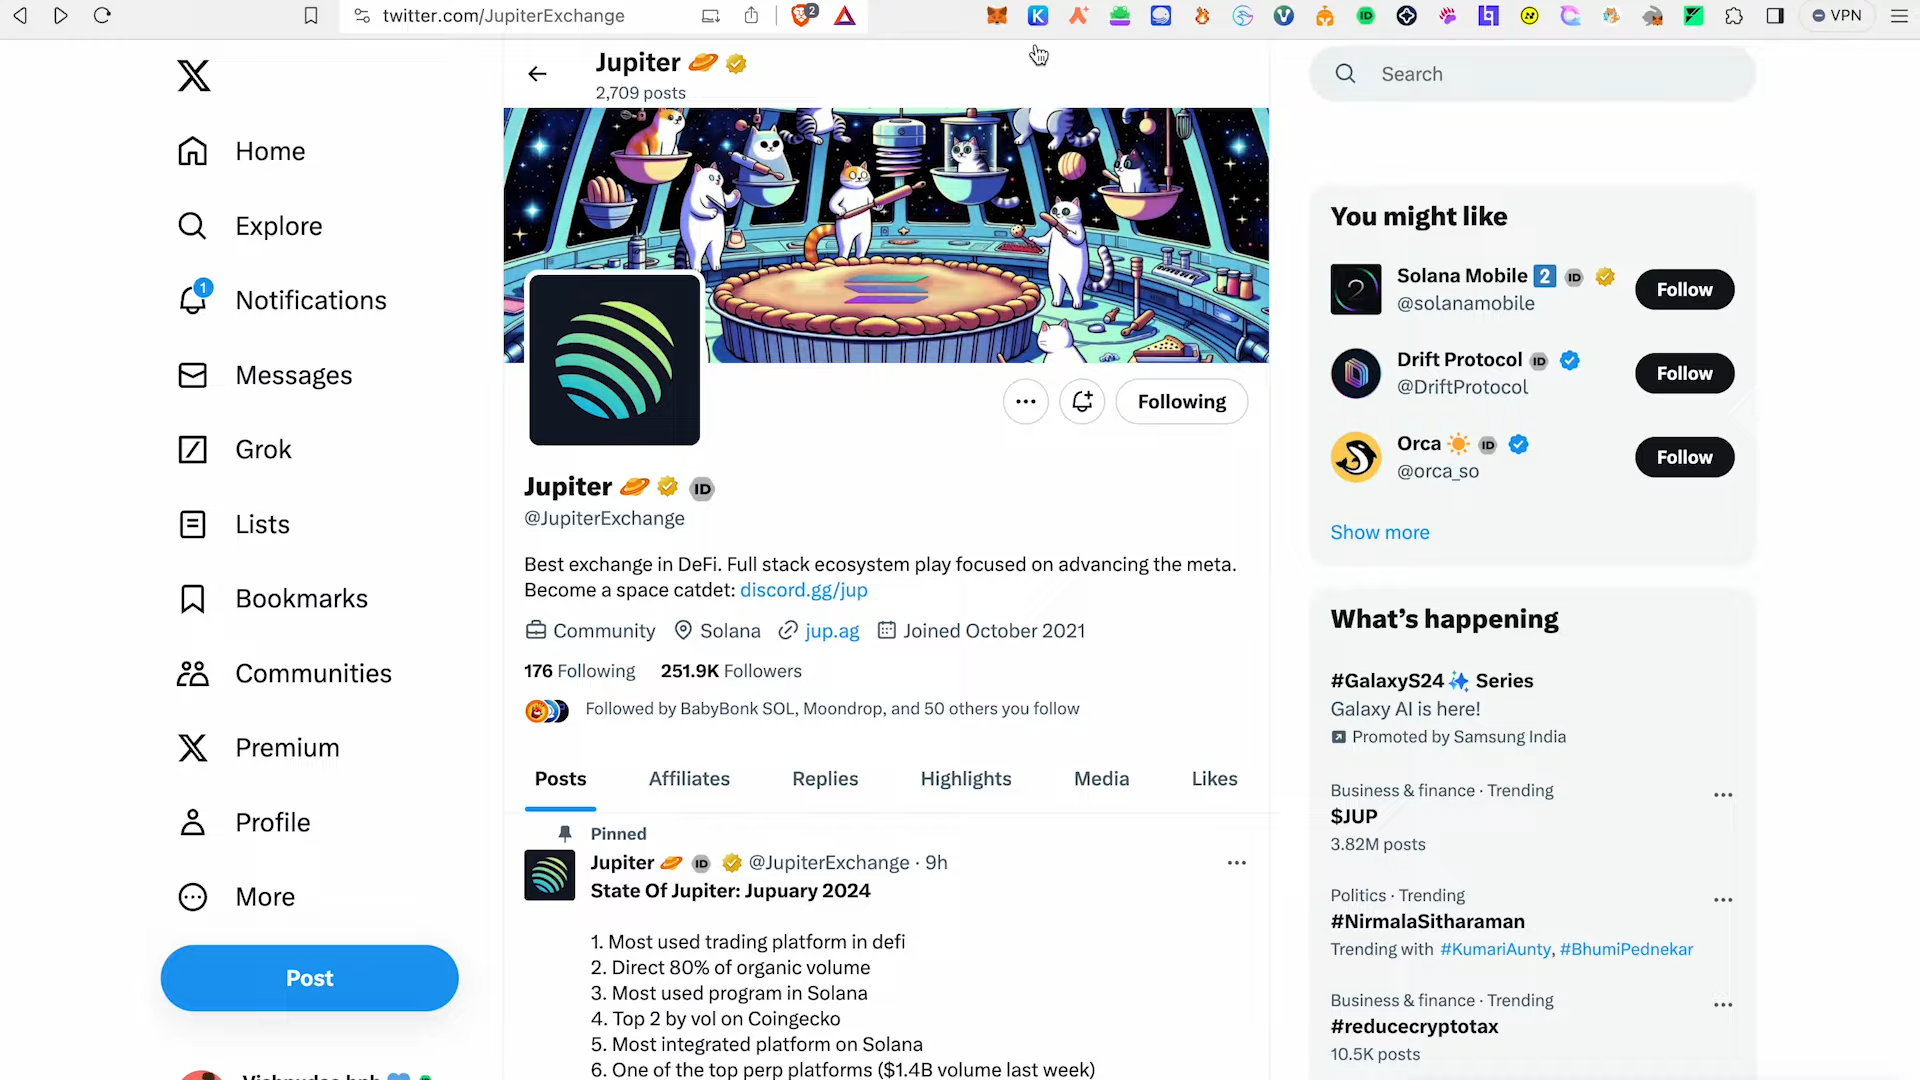 twitter.com/JupiterExchange
2
VPN
Jupiter
2,709 posts
Search
Home
Explore
1
Notifications
Messages
Grok
Lists
Bookmarks
Communities
Premium
Profile
More
Post
Following
Jupiter ID
@JupiterExchange
Best exchange in DeFi. Full stack ecosystem play focused on advancing the meta.
Become a space catdet: discord.gg/jup
Community Solana jup.ag Joined October 2021
176 Following 251.9K Followers
Followed by BabyBonk SOL, Moondrop, and 50 others you follow
Posts Affiliates Replies Highlights Media Likes
Pinned
Jupiter ID @JupiterExchange · 9h
State Of Jupiter: Jupuary 2024
1. Most used trading platform in defi
2. Direct 80% of organic volume
3. Most used program in Solana
4. Top 2 by vol on Coingecko
5. Most integrated platform on Solana
6. One of the top perp platforms ($1.4B volume last week)
You might like
Solana Mobile 2 ID
@solanamobile
Follow
Drift Protocol ID
@DriftProtocol
Follow
Orca ID
@orca_so
Follow
Show more
What's happening
#GalaxyS24 Series
Galaxy AI is here!
Promoted by Samsung India
Business & finance · Trending
$JUP
3.82M posts
Politics · Trending
#NirmalaSitharaman
Trending with #KumariAunty, #BhumiPednekar
Business & finance · Trending
#reducecryptotax
10.5K posts